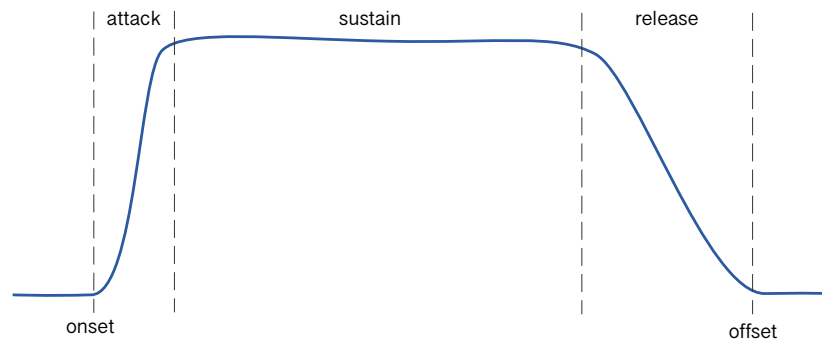 attack
sustain
release
onset
offset